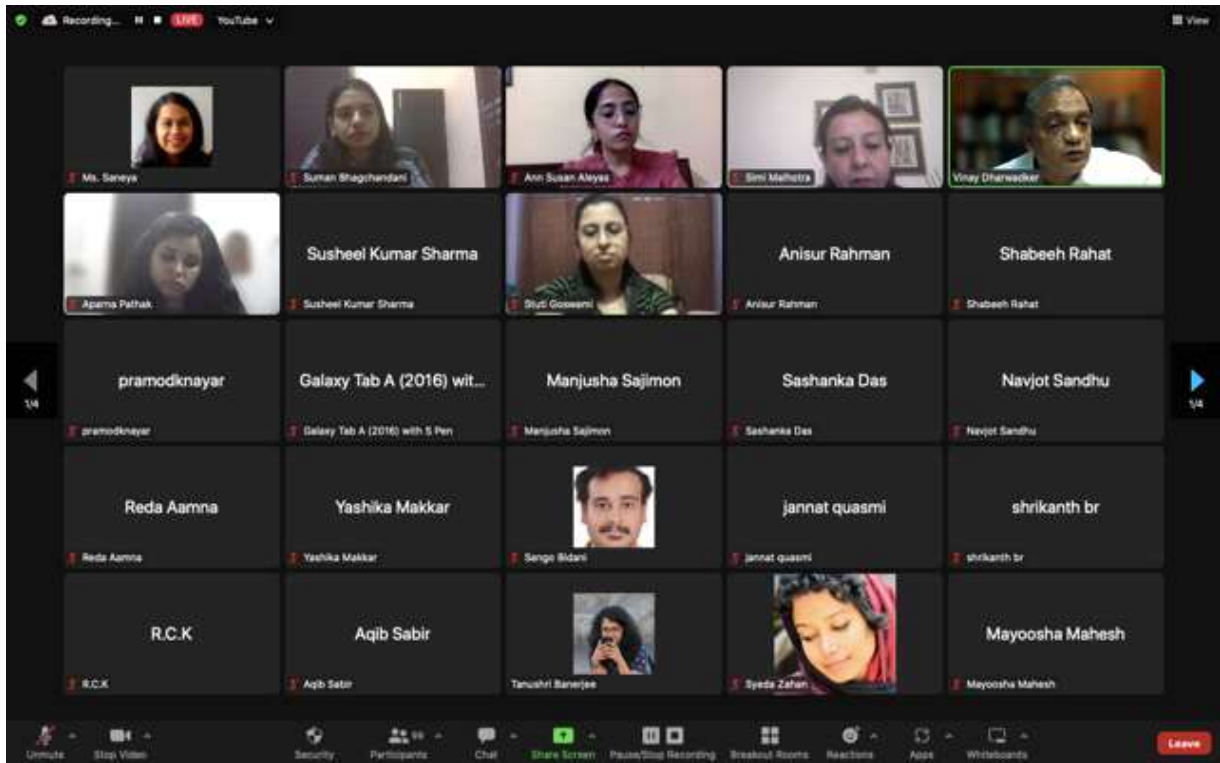 Recording...
LIVE
YouTube
View
Ms. Saneya
Suman Bhagchandani
Ann Susan Aleyas
Simi Malhotra
Vinay Dharwadker
Aparna Pathak
Susheel Kumar Sharma
Susheel Kumar Sharma
Stuti Goswami
Anisur Rahman
Anisur Rahman
Shabeeh Rahat
Shabeeh Rahat
1/4
pramodknayar
pramodknayar
Galaxy Tab A (2016) wit...
Galaxy Tab A (2016) with S Pen
Manjusha Sajimon
Manjusha Sajimon
Sashanka Das
Sashanka Das
Navjot Sandhu
Navjot Sandhu
1/4
Reda Aamna
Reda Aamna
Yashika Makkar
Yashika Makkar
Sango Bidani
jannat quasmi
jannat quasmi
shrikanth br
shrikanth br
R.C.K
R.C.K
Aqib Sabir
Aqib Sabir
Tanushri Banerjee
Syeda Zahan
Mayoosha Mahesh
Mayoosha Mahesh
Unmute
Stop Video
Security
Participants
Chat
Share Screen
Pause/Stop Recording
Breakout Rooms
Reactions
Apps
Whiteboards
Leave